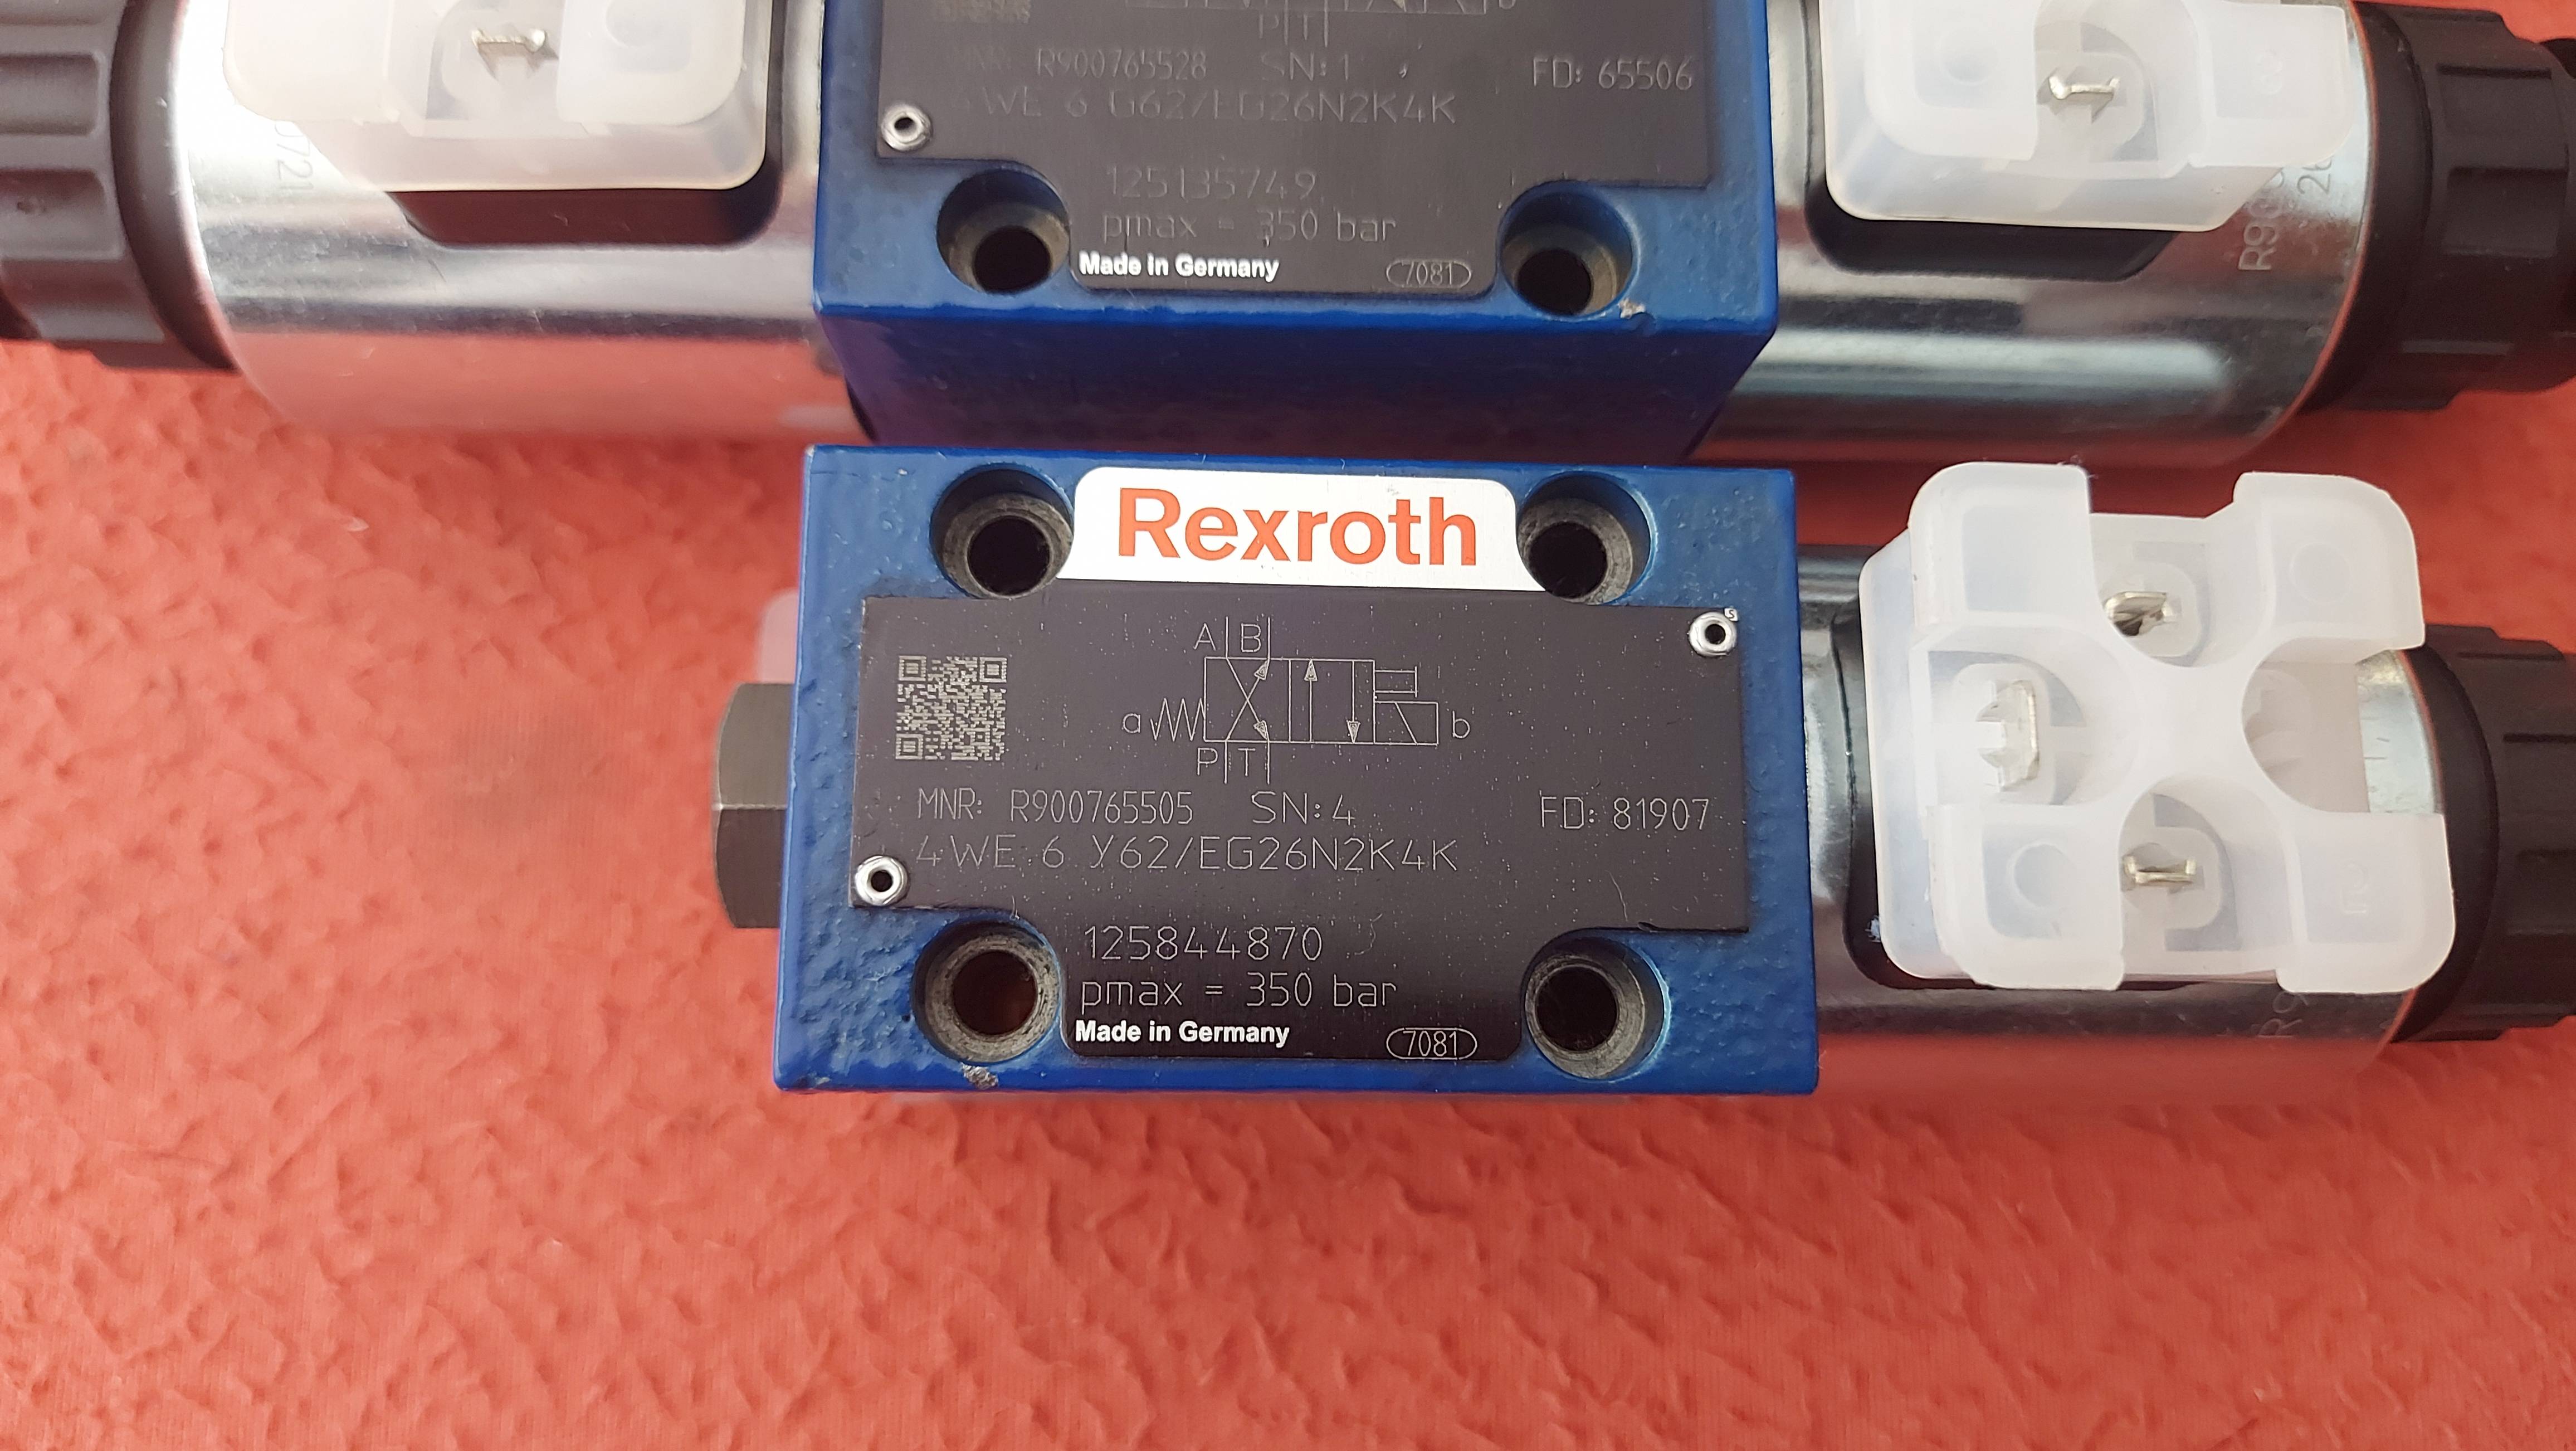 P T
R900765528 SN:1 FD: 65506
4WE 6 G62/EG26N2K4K
125135749
pmax = 350 bar
Made in Germany 7081
Rexroth
A B
a b
P T
MNR: R900765505 SN:4 FD: 81907
4WE 6 Y62/EG26N2K4K
125844870
pmax = 350 bar
Made in Germany 7081